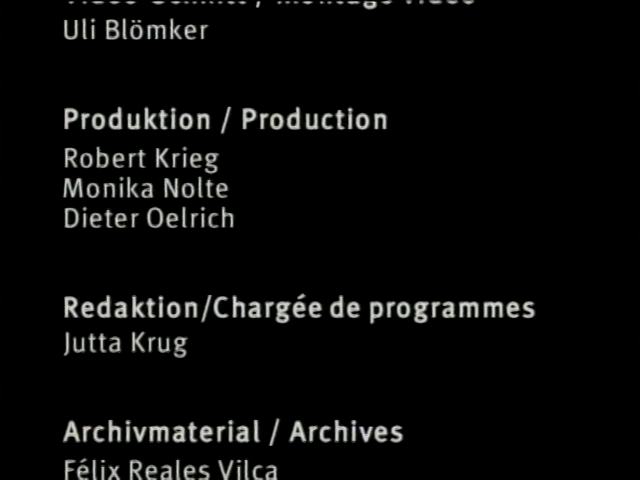 Uli Blömker
Produktion / Production
Robert Krieg
Monika Nolte
Dieter Oelrich
Redaktion/Chargée de programmes
Jutta Krug
Archivmaterial / Archives
Félix Reales Vilca